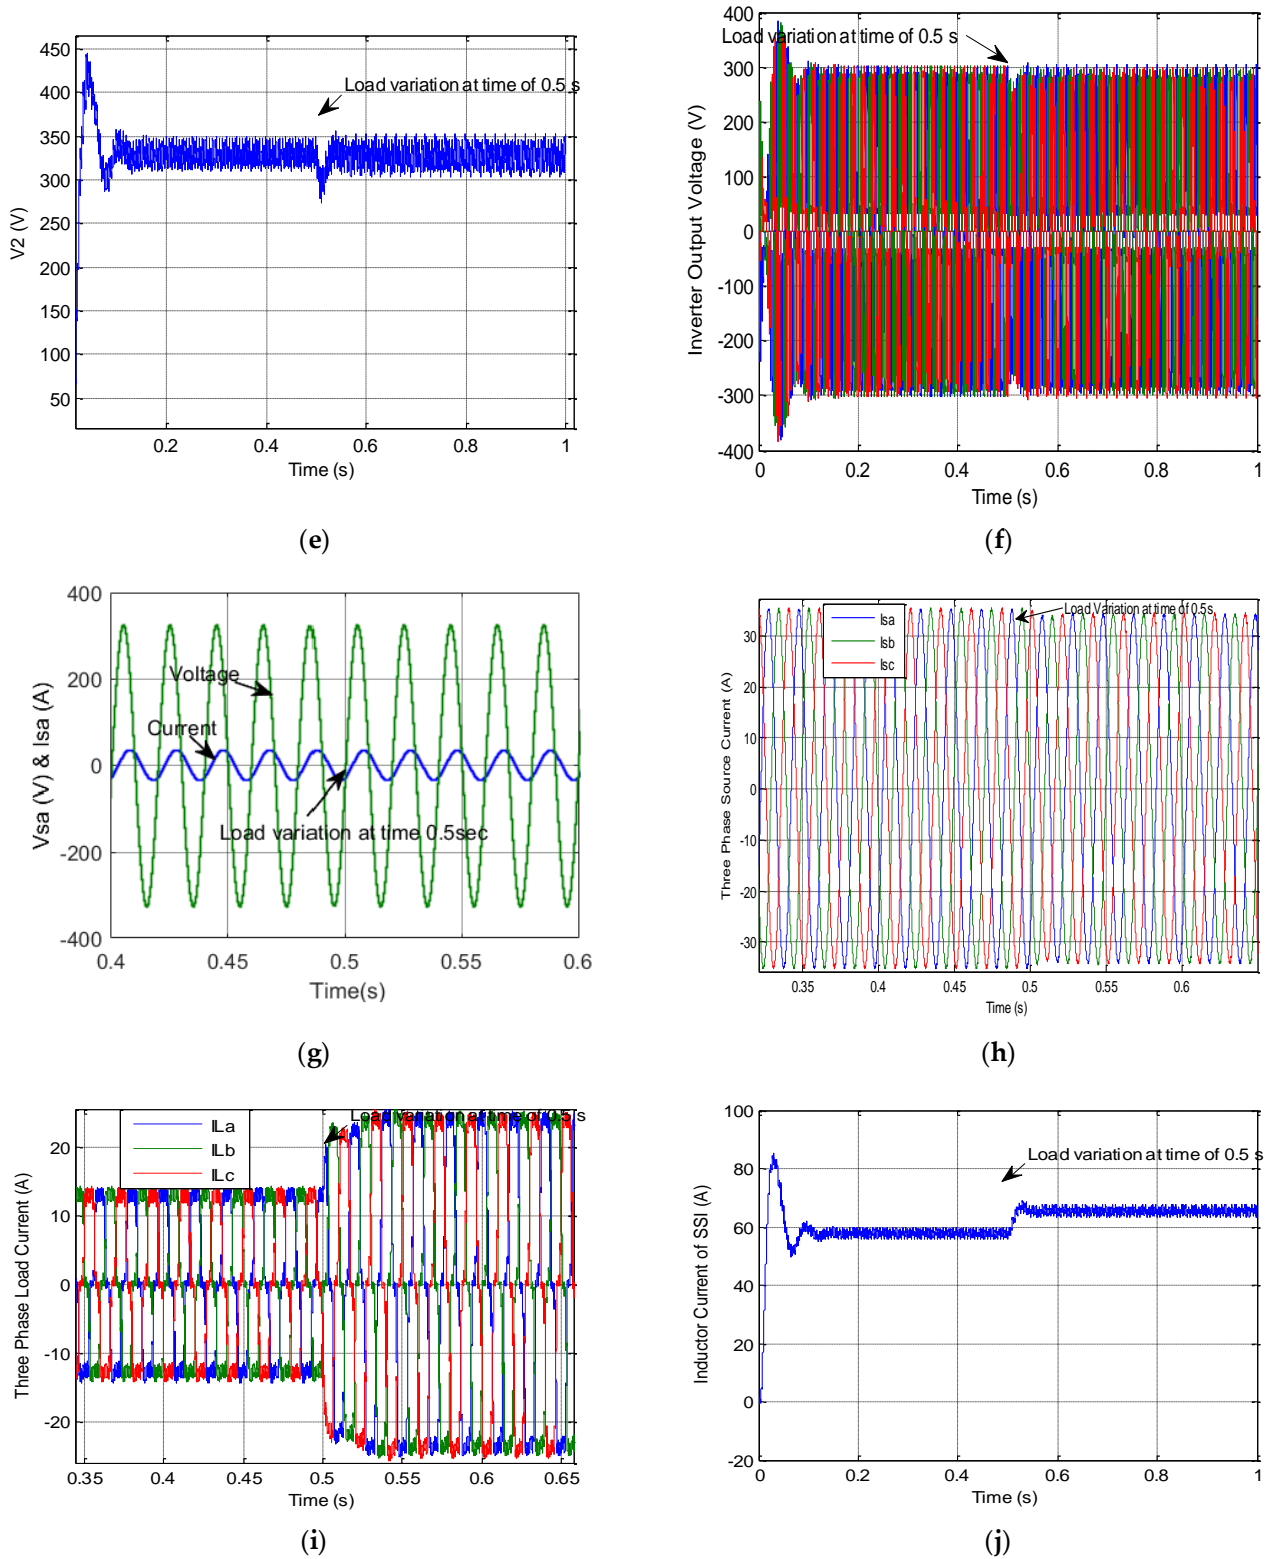 450
400
350
300
250
200
150
100
50
V2 (V)
Load variation at time of 0.5 s
0.2 0.4 0.6 0.8 1
Time (s)
(e)
400
300
200
100
0
-100
-200
-300
-400
Inverter Output Voltage (V)
Load variation at time of 0.5 s
0 0.2 0.4 0.6 0.8 1
Time (s)
(f)
400
200
0
-200
-400
Vsa (V) & Isa (A)
Voltage
Current
Load variation at time 0.5sec
0.4 0.45 0.5 0.55 0.6
Time(s)
(g)
30
20
10
0
-10
-20
-30
Three Phase Source Current (A)
Isa
Isb
Isc
Load Variation at time of 0.5s
0.35 0.4 0.45 0.5 0.55 0.6
Time (s)
(h)
20
10
0
-10
-20
Three Phase Load Current (A)
ILa
ILb
ILc
Load Variation at time of 0.5 s
0.35 0.4 0.45 0.5 0.55 0.6 0.65
Time (s)
(i)
100
80
60
40
20
0
-20
Inductor Current of SSI (A)
Load variation at time of 0.5 s
0 0.2 0.4 0.6 0.8 1
Time (s)
(j)